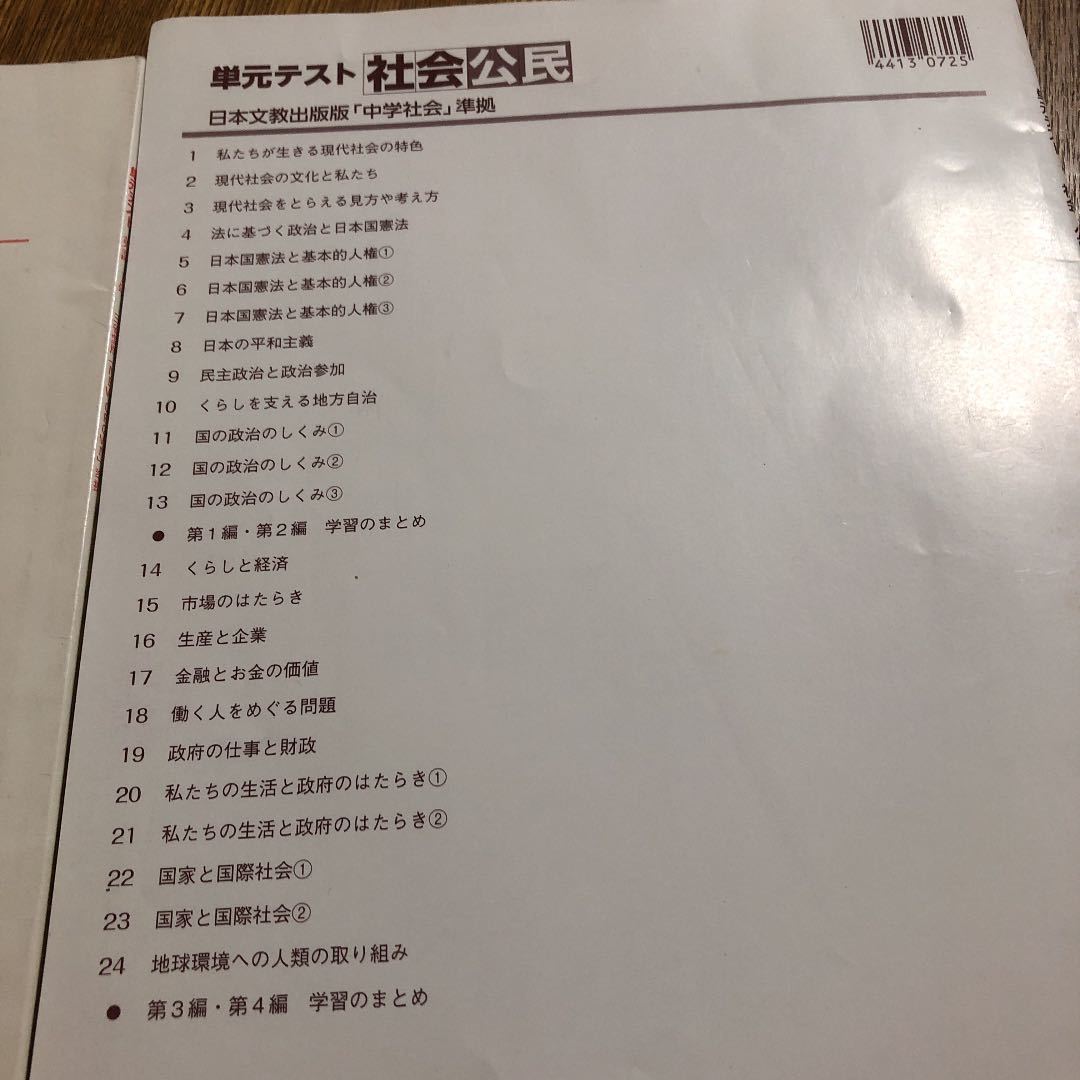 単元テスト 社会公民
4413 0725
日本文教出版版「中学社会」準拠
1 私たちが生きる現代社会の特色
2 現代社会の文化と私たち
3 現代社会をとらえる見方や考え方
4 法に基づく政治と日本国憲法
5 日本国憲法と基本的人権①
6 日本国憲法と基本的人権②
7 日本国憲法と基本的人権③
8 日本の平和主義
9 民主政治と政治参加
10 くらしを支える地方自治
11 国の政治のしくみ①
12 国の政治のしくみ②
13 国の政治のしくみ③
● 第1編・第2編 学習のまとめ
14 くらしと経済
15 市場のはたらき
16 生産と企業
17 金融とお金の価値
18 働く人をめぐる問題
19 政府の仕事と財政
20 私たちの生活と政府のはたらき①
21 私たちの生活と政府のはたらき②
22 国家と国際社会①
23 国家と国際社会②
24 地球環境への人類の取り組み
● 第3編・第4編 学習のまとめ